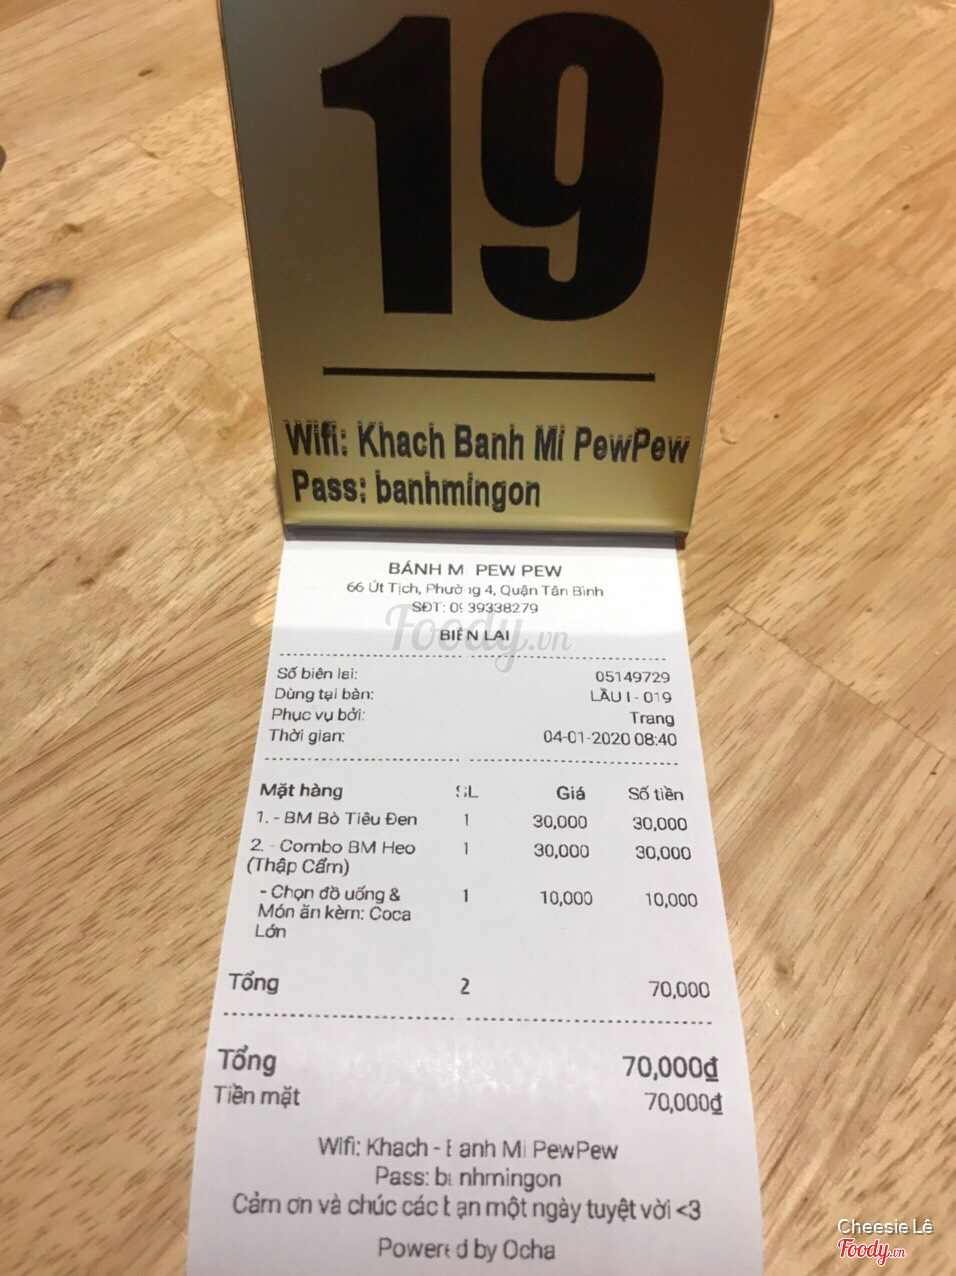 19
Wifi: Khach Banh Mi PewPew
Pass: banhmingon
BÁNH MÌ PEW PEW
66 Út Tịch, Phường 4, Quận Tân Bình
SĐT: 0939338279
BIÊN LAI
Foody.vn
Số biên lai: 05149729
Dùng tại bàn: LẦU I - 019
Phục vụ bởi: Trang
Thời gian: 04-01-2020 08:40
Mặt hàng SL Giá Số tiền
1. - BM Bò Tiêu Đen 1 30,000 30,000
2. - Combo BM Heo 1 30,000 30,000
(Thập Cẩm)
- Chọn đồ uống & 1 10,000 10,000
Món ăn kèm: Coca
Lớn
Tổng 2 70,000
Tổng 70,000₫
Tiền mặt 70,000₫
Wifi: Khach - Banh Mi PewPew
Pass: banhmingon
Cảm ơn và chúc các bạn một ngày tuyệt vời <3
Powered by Ocha
Cheesie Lê
Foody.vn